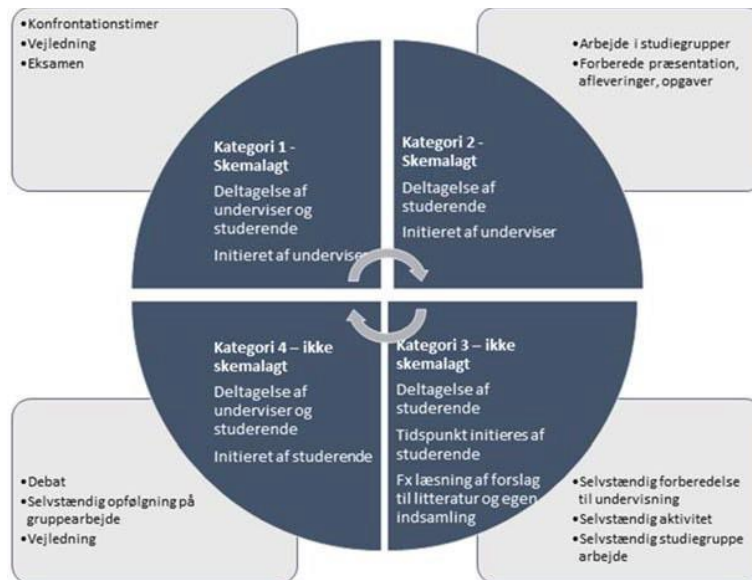 •Konfrontationstimer
•Vejledning
•Eksamen
•Arbejde i studiegrupper
•Forberede præsentation,
afleveringer, opgaver
Kategori 1 -
Skemalagt
Deltagelse af
underviser og
studerende
Initieret af underviser
Kategori 2 -
Skemalagt
Deltagelse af
studerende
Initieret af underviser
Kategori 4 – ikke
skemalagt
Deltagelse af
underviser og
studerende
Initieret af studerende
Kategori 3 – ikke
skemalagt
Deltagelse af
studerende
Tidspunkt initieres af
studerende
Fx læsning af forslag
til litteratur og egen
indsamling
•Debat
•Selvstændig opfølgning på
gruppearbejde
•Vejledning
•Selvstændig forberedelse
til undervisning
•Selvstændig aktivitet
•Selvstændig studiegruppe
arbejde